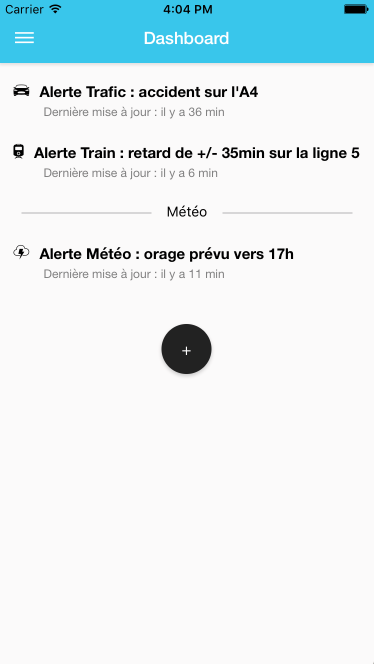 Carrier 4:04 PM
Dashboard
Alerte Trafic : accident sur l'A4
Dernière mise à jour : il y a 36 min
Alerte Train : retard de +/- 35min sur la ligne 5
Dernière mise à jour : il y a 6 min
Météo
Alerte Météo : orage prévu vers 17h
Dernière mise à jour : il y a 11 min
+